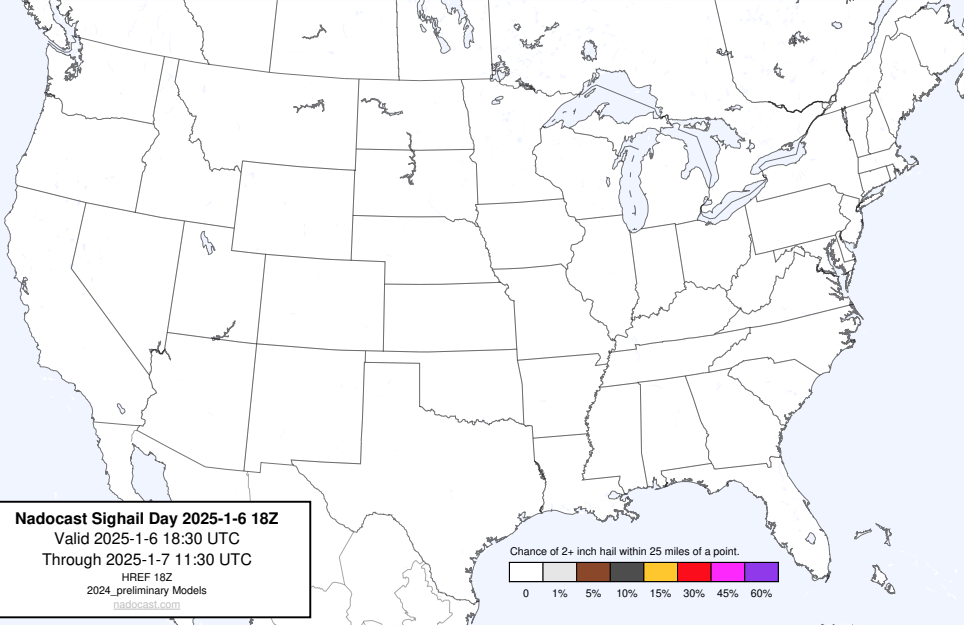 Nadocast Sighail Day 2025-1-6 18Z
Valid 2025-1-6 18:30 UTC
Through 2025-1-7 11:30 UTC
HREF 18Z
2024_preliminary Models
nadocast.com
Chance of 2+ inch hail within 25 miles of a point.
0 1% 5% 10% 15% 30% 45% 60%